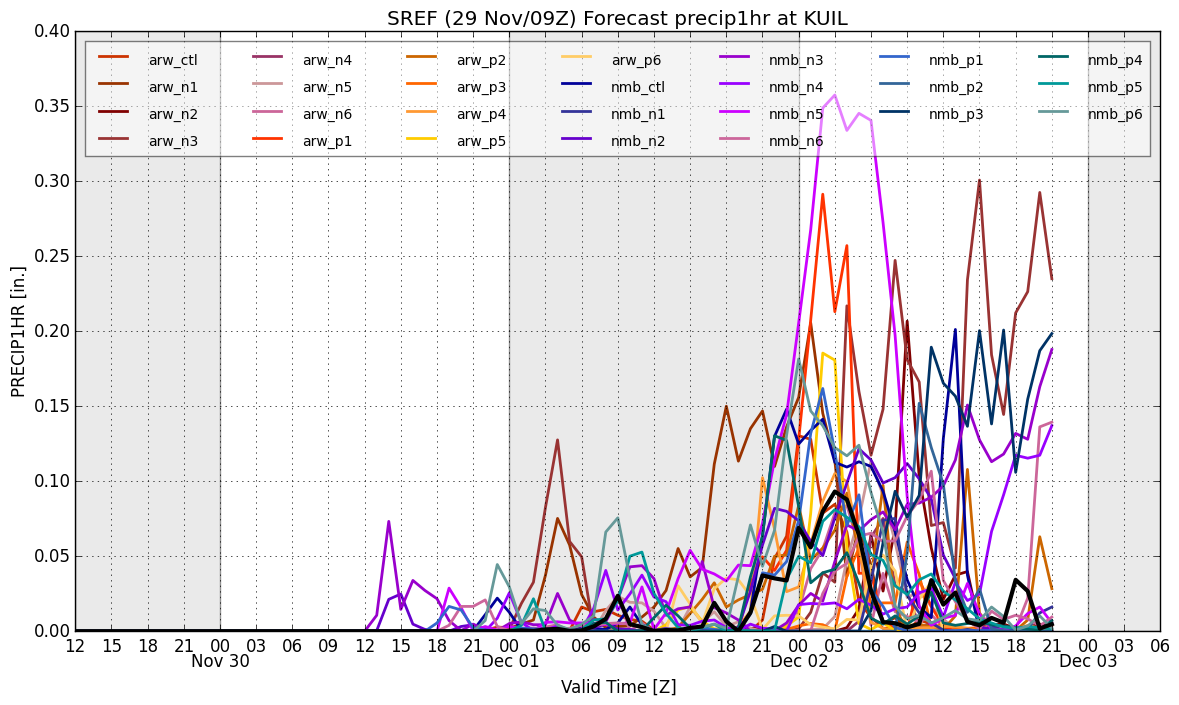 SREF (29 Nov/09Z) Forecast precip1hr at KUIL
0.40
0.35
0.30
0.25
0.20
0.15
0.10
0.05
0.00
PRECIP1HR [in.]
arw_ctl arw_n4 arw_p2 arw_p6 nmb_n3 nmb_p1 nmb_p4
arw_n1 arw_n5 arw_p3 nmb_ctl nmb_n4 nmb_p2 nmb_p5
arw_n2 arw_n6 arw_p4 nmb_n1 nmb_n5 nmb_p3 nmb_p6
arw_n3 arw_p1 arw_p5 nmb_n2 nmb_n6
12 15 18 21 00 03 06 09 12 15 18 21 00 03 06 09 12 15 18 21 00 03 06 09 12 15 18 21 00 03 06
Nov 30 Dec 01 Dec 02 Dec 03
Valid Time [Z]